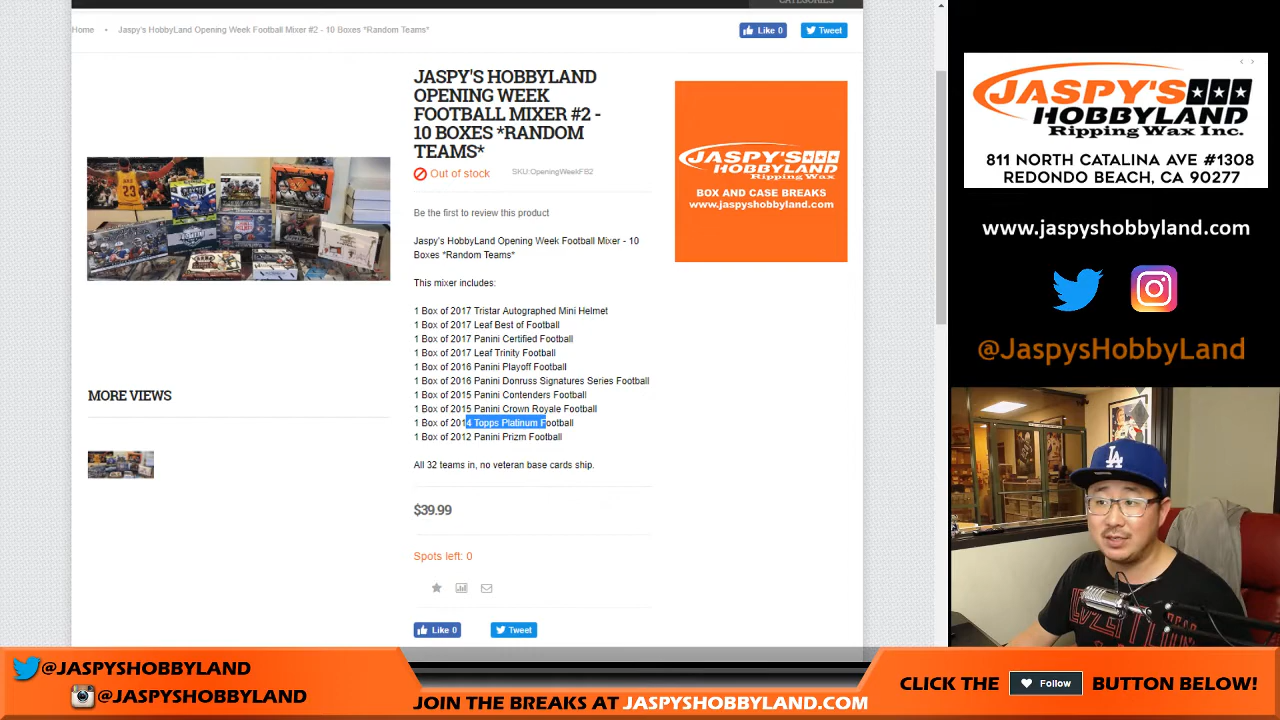 CATEGORIES
Home • Jaspy's HobbyLand Opening Week Football Mixer #2 - 10 Boxes *Random Teams*
Like 0
Tweet
JASPY'S HOBBYLAND
OPENING WEEK
FOOTBALL MIXER #2 -
10 BOXES *RANDOM
TEAMS*
Out of stock
SKU:OpeningWeekFB2
Be the first to review this product
Jaspy's HobbyLand Opening Week Football Mixer - 10
Boxes *Random Teams*
This mixer includes:
1 Box of 2017 Tristar Autographed Mini Helmet
1 Box of 2017 Leaf Best of Football
1 Box of 2017 Panini Certified Football
1 Box of 2017 Leaf Trinity Football
1 Box of 2016 Panini Playoff Football
1 Box of 2016 Panini Donruss Signatures Series Football
1 Box of 2015 Panini Contenders Football
1 Box of 2015 Panini Crown Royale Football
1 Box of 2014 Topps Platinum Football
1 Box of 2012 Panini Prizm Football
All 32 teams in, no veteran base cards ship.
$39.99
Spots left: 0
Like 0
Tweet
23
MORE VIEWS
JASPY'S
HOBBYLAND
Ripping Wax
BOX AND CASE BREAKS
www.jaspyshobbyland.com
JASPY'S
HOBBYLAND
Ripping Wax Inc.
811 NORTH CATALINA AVE #1308
REDONDO BEACH, CA 90277
www.jaspyshobbyland.com
@JaspysHobbyLand
LA
LED ZEPPELIN
@JASPYSHOBBYLAND
@JASPYSHOBBYLAND
JOIN THE BREAKS AT JASPYSHOBBYLAND.COM
CLICK THE Follow BUTTON BELOW!